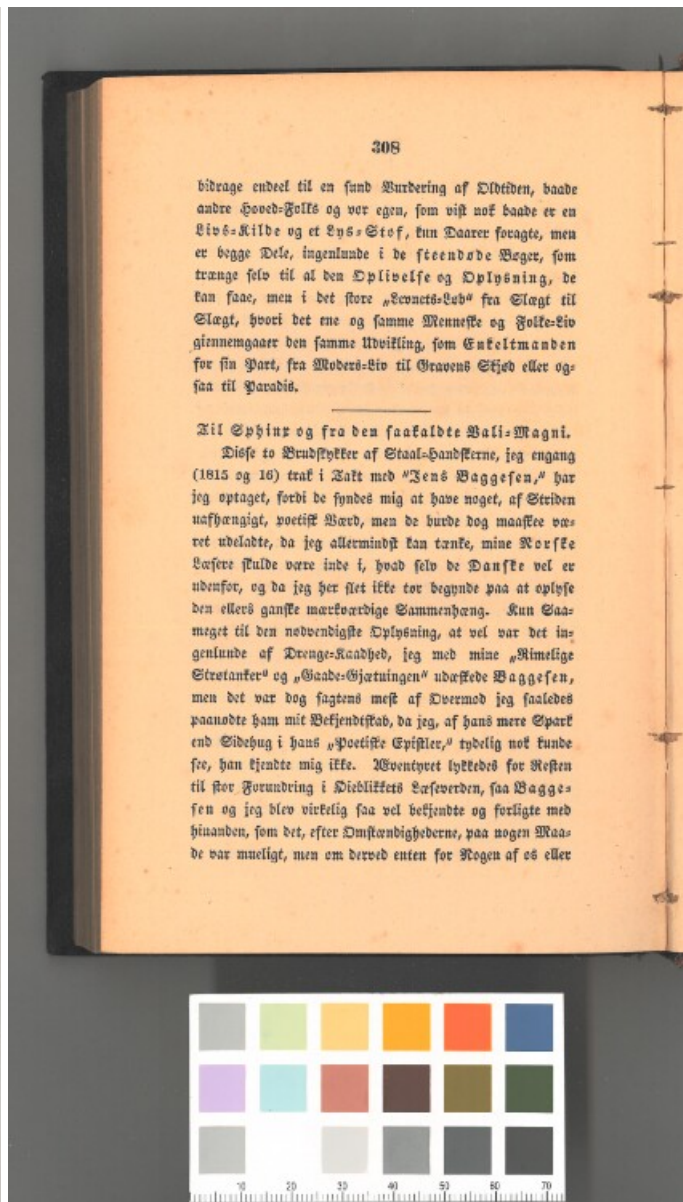 308
bidrage endeel til en sund Vurdering af Oldtiden, baade
andre Hoved=Folks og vor egen, som vist nok baade er en
Livs=Kilde og et Lys=Stof, kun Daarer foragte, men
er begge Dele, ingenlunde i de steendøde Bøger, som
trænge selv til al den Oplivelse og Oplysning, de
kan faae, men i det store „Levnets=Løb“ fra Slægt til
Slægt, hvori det ene og samme Menneske og Folke=Liv
giennemgaaer den samme Udvikling, som Enkeltmanden
for sin Part, fra Moders=Liv til Gravens Skjød eller og=
saa til Paradis.
Til Sphinx og fra den saakaldte Vali=Magni.
Disse to Brudstykker af Staal=Handskerne, jeg engang
(1815 og 16) trak i Takt med “Jens Baggesen,“ har
jeg optaget, fordi de syndes mig at have noget, af Striden
uafhængigt, poetisk Værd, men de burde dog maaskee væ=
ret udeladte, da jeg allermindst kan tænke, mine Norske
Læsere skulde være inde i, hvad selv de Danske vel er
udenfor, og da jeg her slet ikke tør begynde paa at oplyse
den ellers ganske mærkværdige Sammenhæng. Kun Saa=
meget til den nødvendigste Oplysning, at vel var det in=
genlunde af Drenge=Kaadhed, jeg med mine „Rimelige
Strøtanker“ og „Gaade=Gjætningen“ udæskede Baggesen,
men det var dog sagtens mest af Overmod jeg saaledes
paanødte ham mit Bekjendtskab, da jeg, af hans mere Spark
end Sidehug i hans „Poetiske Epistler,“ tydelig nok kunde
see, han kjendte mig ikke. Æventyret lykkedes for Resten
til stor Forundring i Øieblikkets Læseverden, saa Bagge=
sen og jeg blev virkelig saa vel bekjendte og forligte med
hinanden, som det, efter Omstændighederne, paa nogen Maa=
de var mueligt, men om derved enten for Nogen af os eller
10 20 30 40 50 60 70